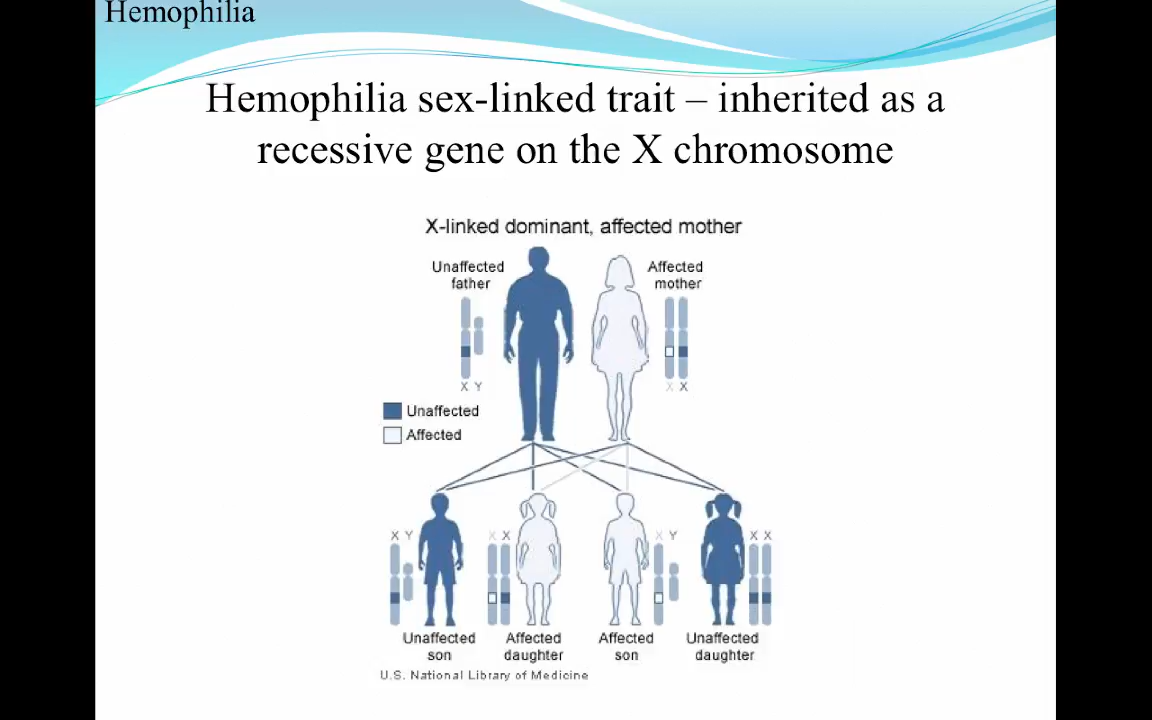 Hemophilia
Hemophilia sex-linked trait – inherited as a
recessive gene on the X chromosome
X-linked dominant, affected mother
Unaffected
father
Affected
mother
X Y
X X
Unaffected
Affected
X Y
X X
X Y
X X
Unaffected
son
Affected
daughter
Affected
son
Unaffected
daughter
U.S. National Library of Medicine